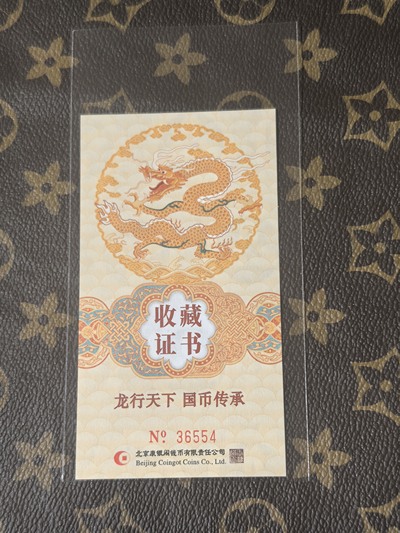 收藏
证书
龙行天下 国币传承
Nº 36554
北京康银阁钱币有限责任公司
Beijing Coingot Coins Co., Ltd.